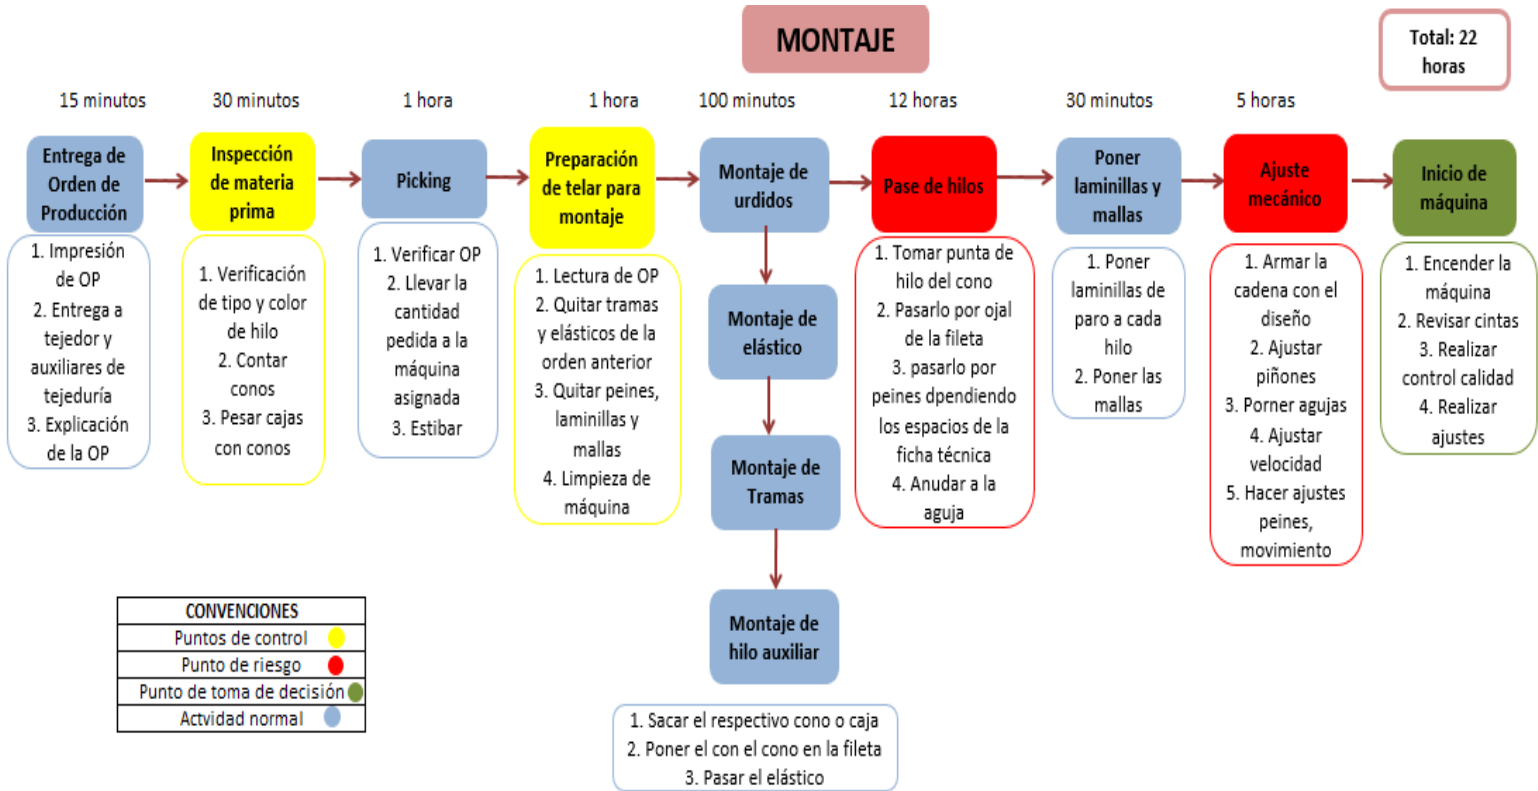 MONTAJE
Total: 22
horas
15 minutos
30 minutos
1 hora
1 hora
100 minutos
12 horas
30 minutos
5 horas
Entrega de
Orden de
Producción
Inspección
de materia
prima
Picking
Preparación
de telar para
montaje
Montaje de
urdidos
Pase de hilos
Poner
laminillas y
mallas
Ajuste
mecánico
Inicio de
máquina
1. Impresión
de OP
2. Entrega a
tejedor y
auxiliares de
tejeduría
3. Explicación
de la OP
1. Verificación
de tipo y color
de hilo
2. Contar
conos
3. Pesar cajas
con conos
1. Verificar OP
2. Llevar la
cantidad
pedida a la
máquina
asignada
3. Estibar
1. Lectura de OP
2. Quitar tramas
y elásticos de la
orden anterior
3. Quitar peines,
laminillas y
mallas
4. Limpieza de
máquina
Montaje de
elástico
Montaje de
Tramas
Montaje de
hilo auxiliar
1. Sacar el respectivo cono o caja
2. Poner el con el cono en la fileta
3. Pasar el elástico
1. Tomar punta de
hilo del cono
2. Pasarlo por ojal
de la fileta
3. pasarlo por
peines dpendiendo
los espacios de la
ficha técnica
4. Anudar a la
aguja
1. Poner
laminillas de
paro a cada
hilo
2. Poner las
mallas
1. Armar la
cadena con el
diseño
2. Ajustar
piñones
3. Porner agujas
4. Ajustar
velocidad
5. Hacer ajustes
peines,
movimiento
1. Encender la
máquina
2. Revisar cintas
3. Realizar
control calidad
4. Realizar
ajustes
CONVENCIONES
Puntos de control
Punto de riesgo
Punto de toma de decisión
Actvidad normal